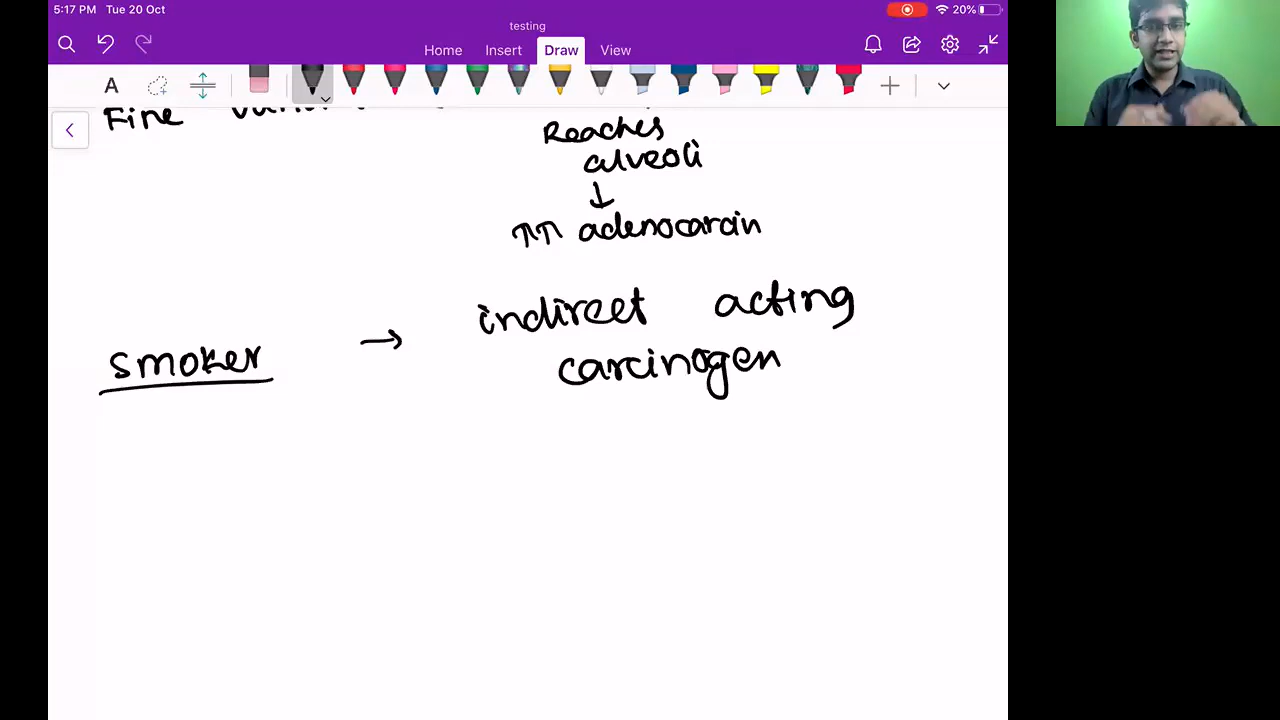 5:17 PM Tue 20 Oct
20%
testing
Home Insert Draw View
A
Fine
Reaches
alveoli
↓
↑↑ adenocarcin
indirect acting
smoker →
carcinogen